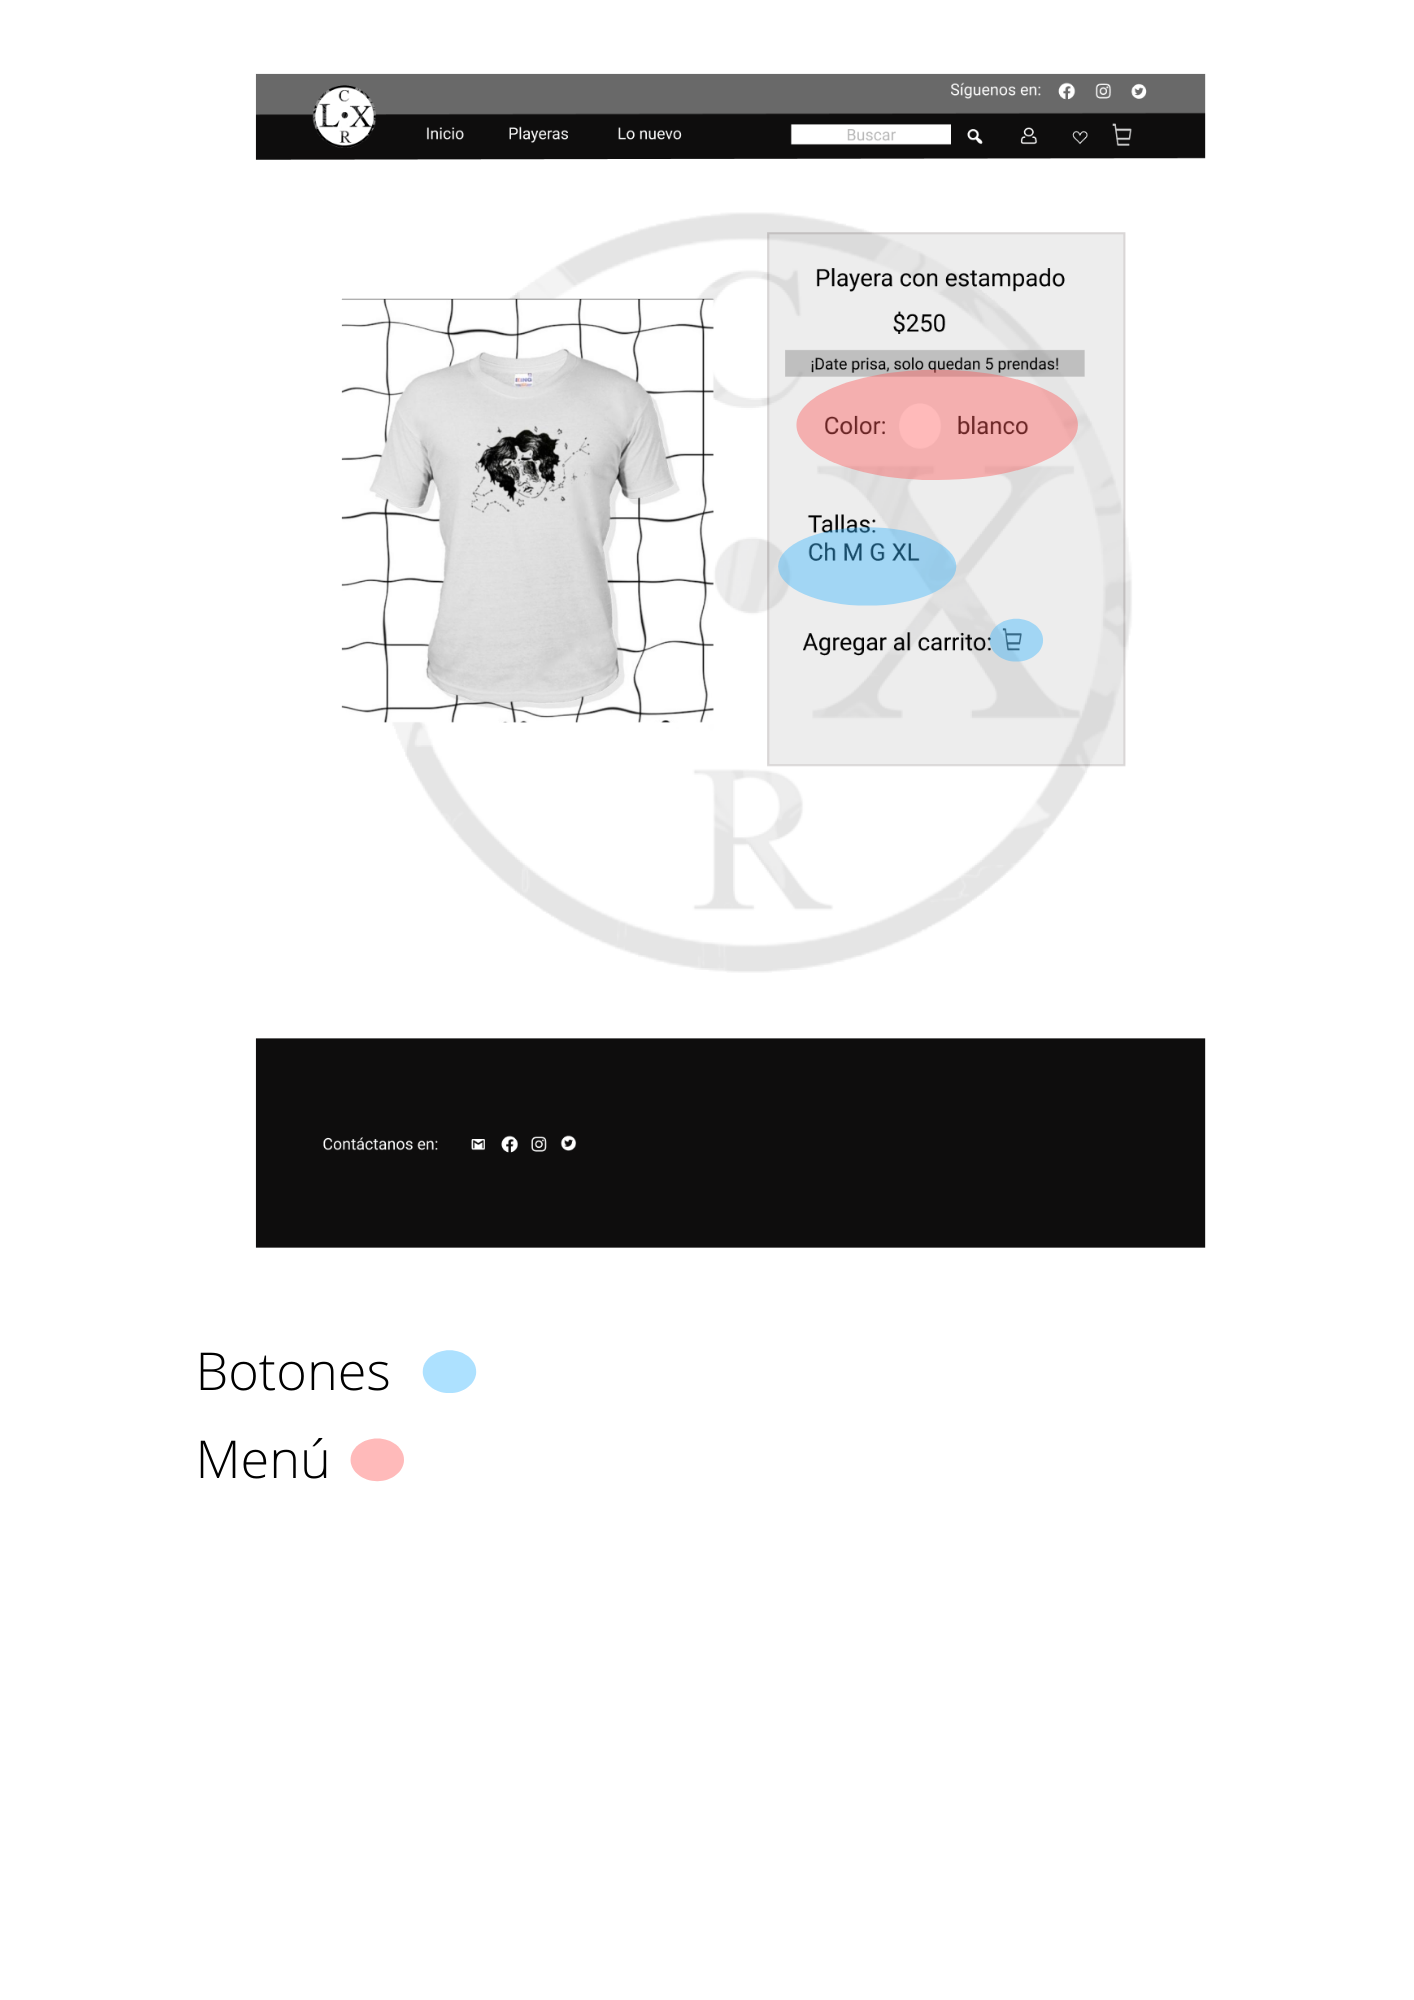 Síguenos en:
C
L·X
R
Inicio Playeras Lo nuevo Buscar
C
Playera con estampado
$250
¡Date prisa, solo quedan 5 prendas!
Color: blanco
X
Tallas:
Ch M G XL
Agregar al carrito:
R
Contáctanos en:
Botones
Menú